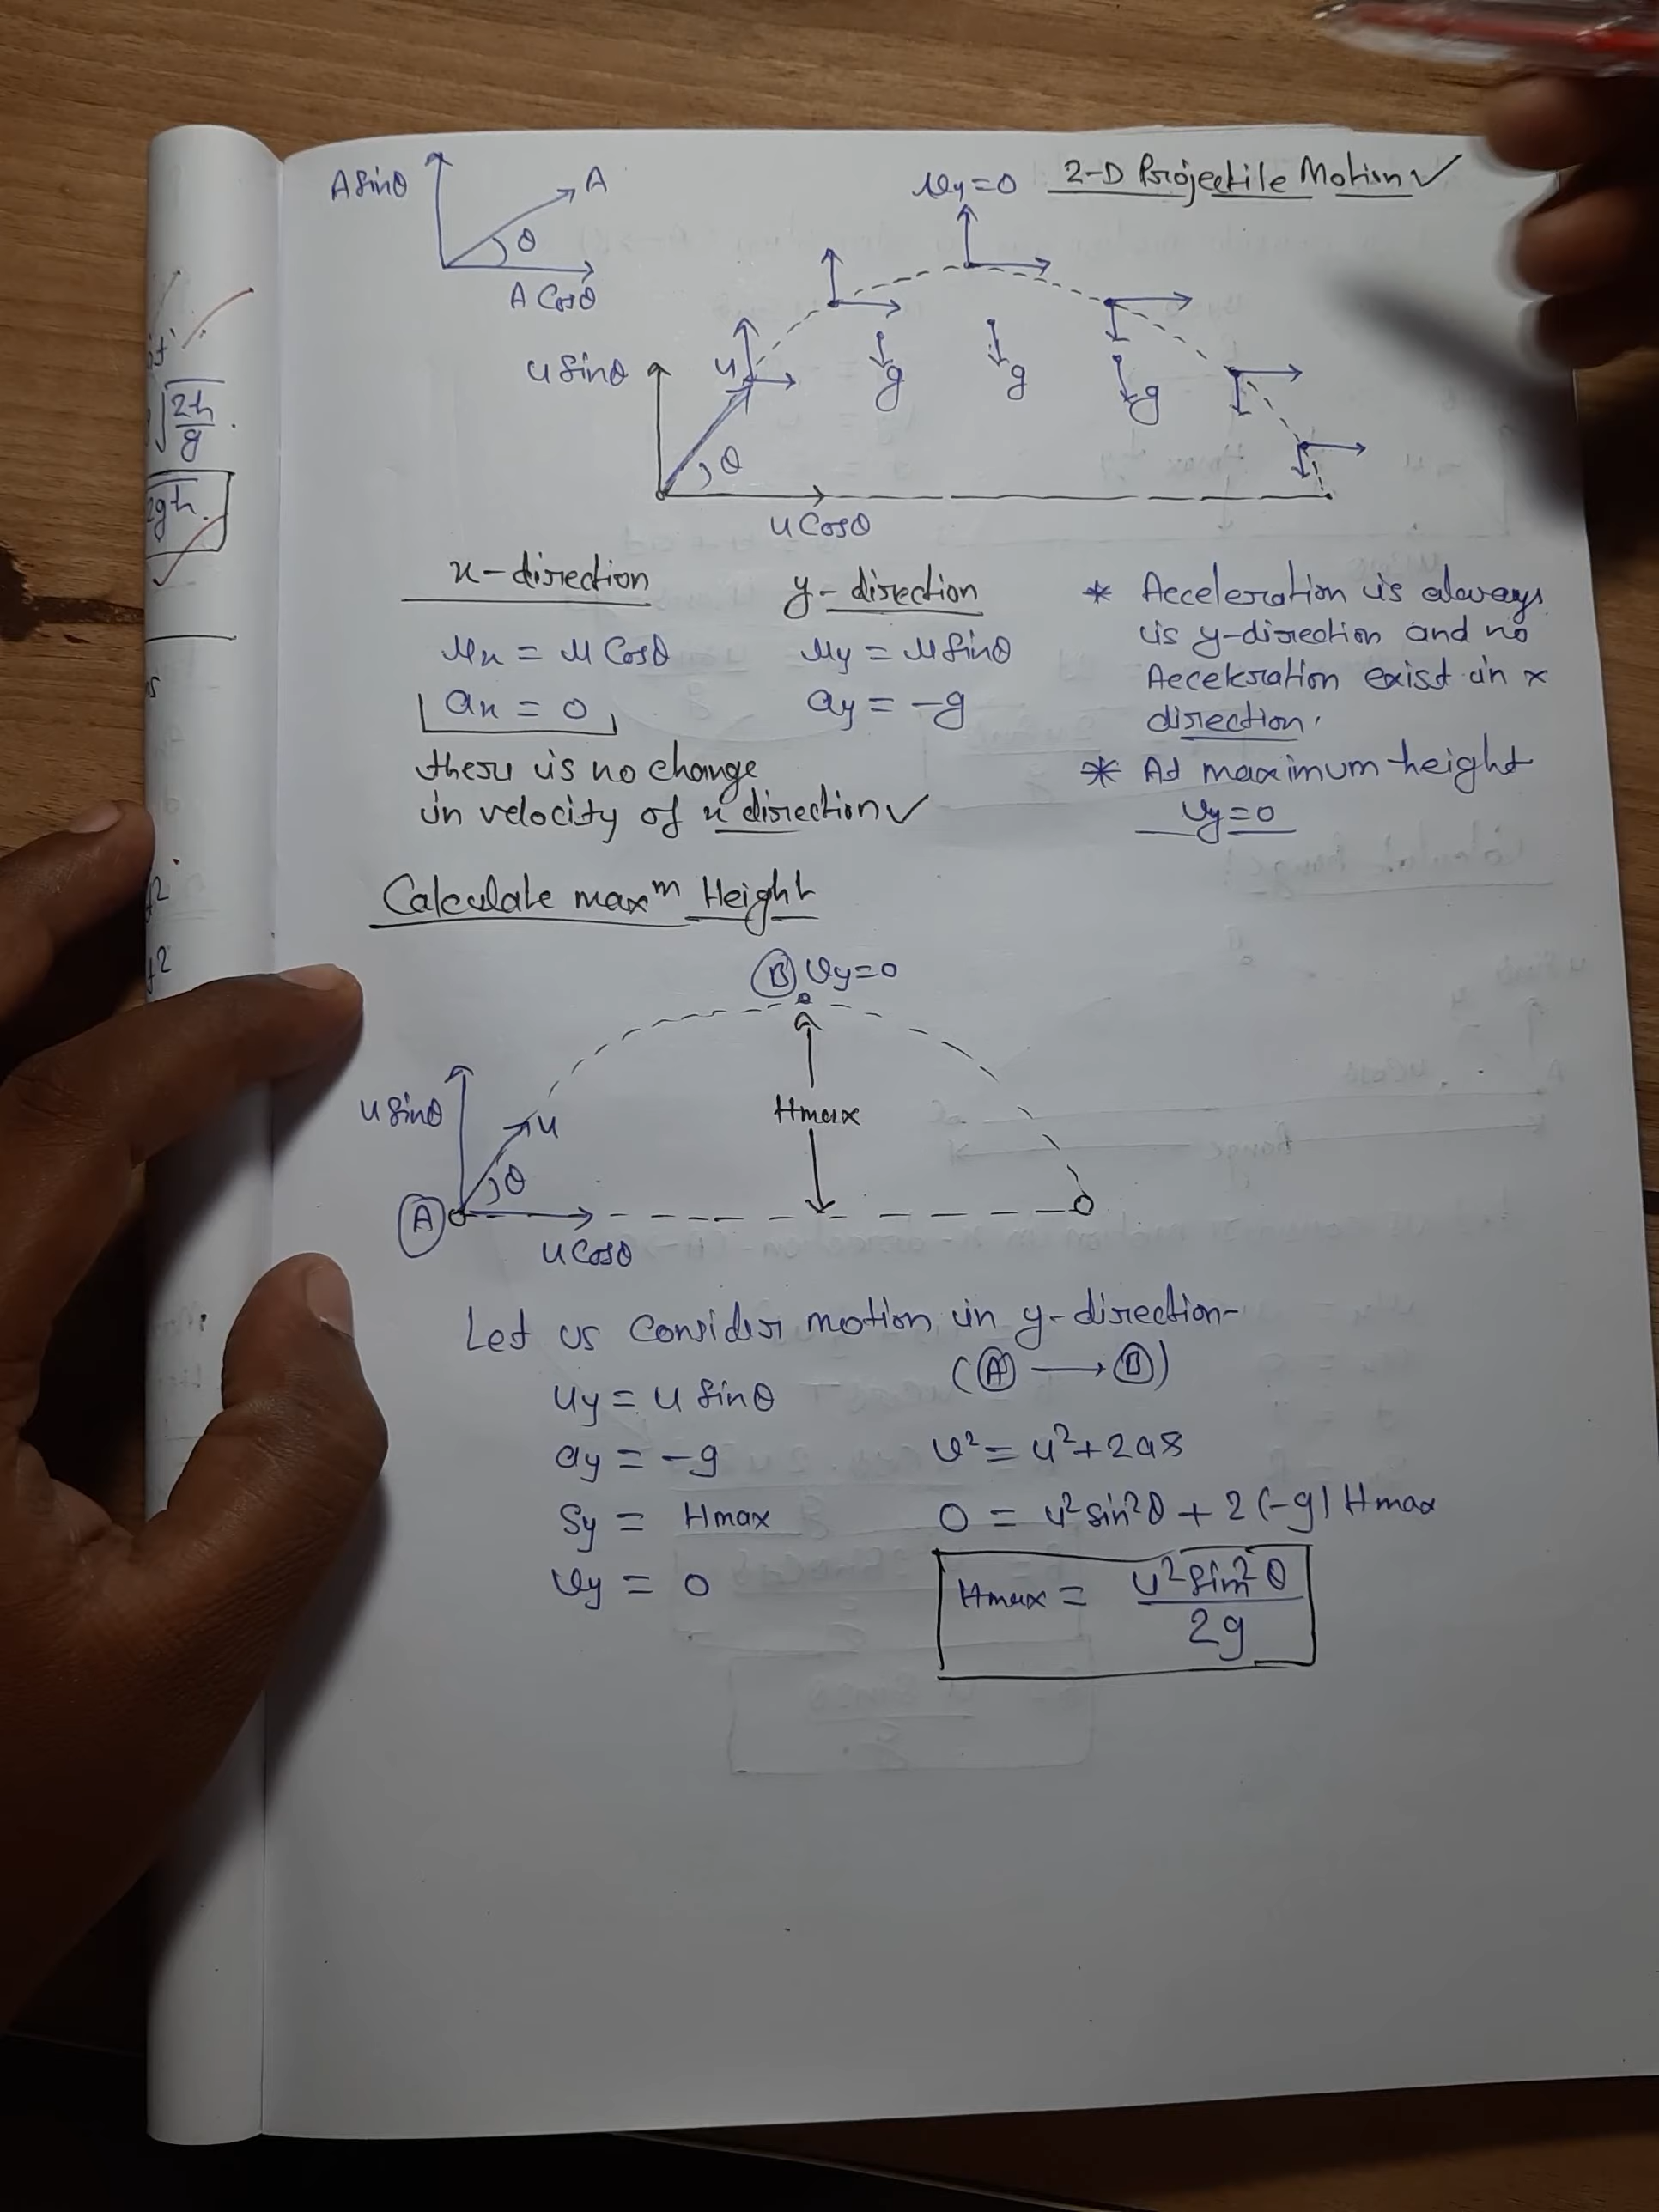 2-D Projectile Motion ✓
A Sinθ
A
θ
A Cosθ
Vy=0
u Sinθ
u
θ
g
g
g
u Cosθ
x-direction
ux = u Cosθ
ax = 0
there is no change
in velocity of x direction ✓
y-direction
uy = u Sinθ
ay = -g
* Acceleration is always
is y-direction and no
Acceleration exist in x
direction.
* At maximum height
Vy=0
√2h/g
2gh
Calculate maxᵐ Height
B Vy=0
u Sinθ
u
θ
Hmax
A
u Cosθ
Let us consider motion in y-direction-
(A → B)
uy = u Sinθ
ay = -g
Sy = Hmax
Vy = 0
v² = u² + 2as
0 = u² sin²θ + 2 (-g) Hmax
Hmax = u² sin² θ / 2g